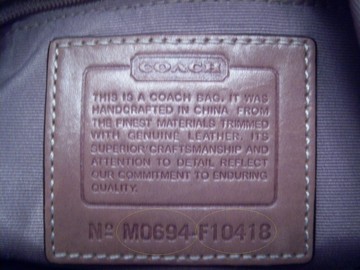 COACH
THIS IS A COACH BAG. IT WAS
HANDCRAFTED IN CHINA FROM
THE FINEST MATERIALS TRIMMED
WITH GENUINE LEATHER. ITS
SUPERIOR CRAFTSMANSHIP AND
ATTENTION TO DETAIL REFLECT
OUR COMMITMENT TO ENDURING
QUALITY.
Nº M0694-F10418